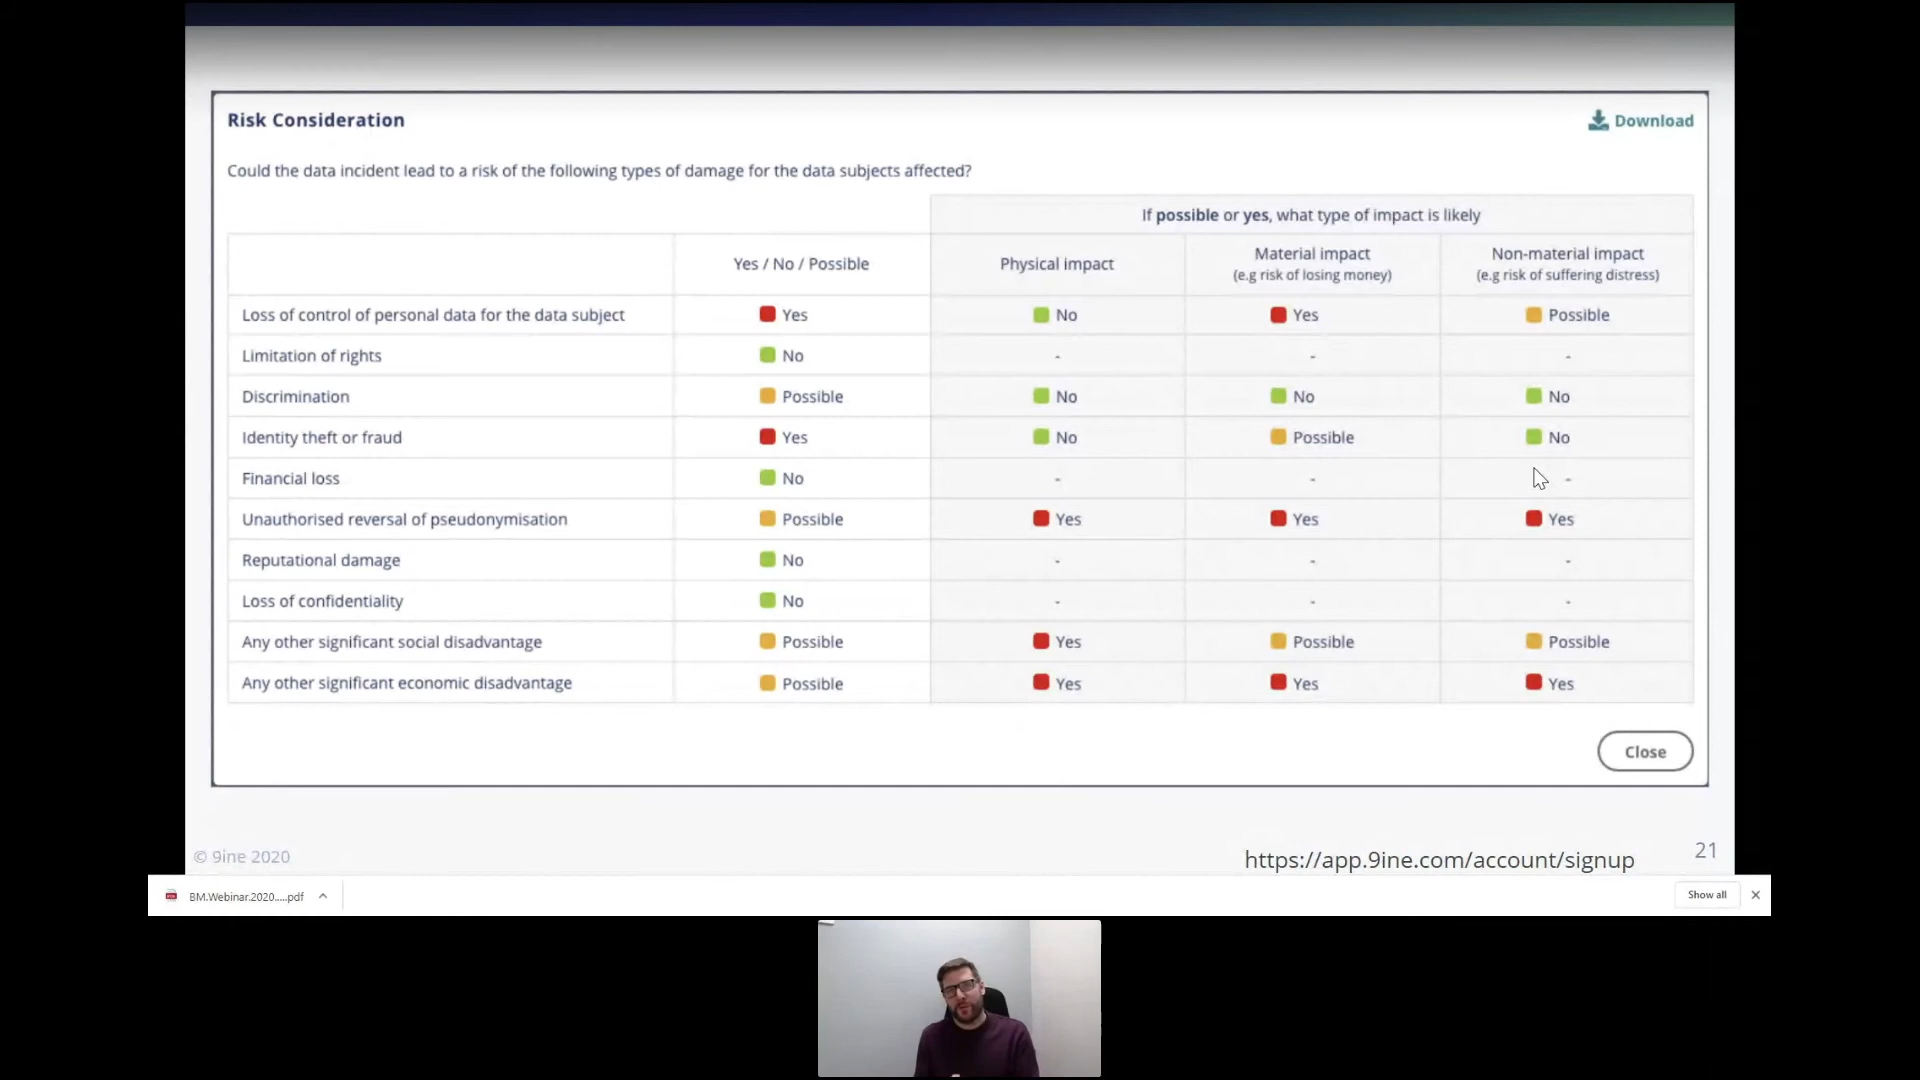 Risk Consideration
Download
Could the data incident lead to a risk of the following types of damage for the data subjects affected?
If possible or yes, what type of impact is likely
Yes / No / Possible
Physical impact
Material impact
(e.g risk of losing money)
Non-material impact
(e.g risk of suffering distress)
Loss of control of personal data for the data subject Yes No Yes Possible
Limitation of rights No - - -
Discrimination Possible No No No
Identity theft or fraud Yes No Possible No
Financial loss No - - -
Unauthorised reversal of pseudonymisation Possible Yes Yes Yes
Reputational damage No - - -
Loss of confidentiality No - - -
Any other significant social disadvantage Possible Yes Possible Possible
Any other significant economic disadvantage Possible Yes Yes Yes
Close
© 9ine 2020
https://app.9ine.com/account/signup
21
BM.Webinar.2020.....pdf
Show all